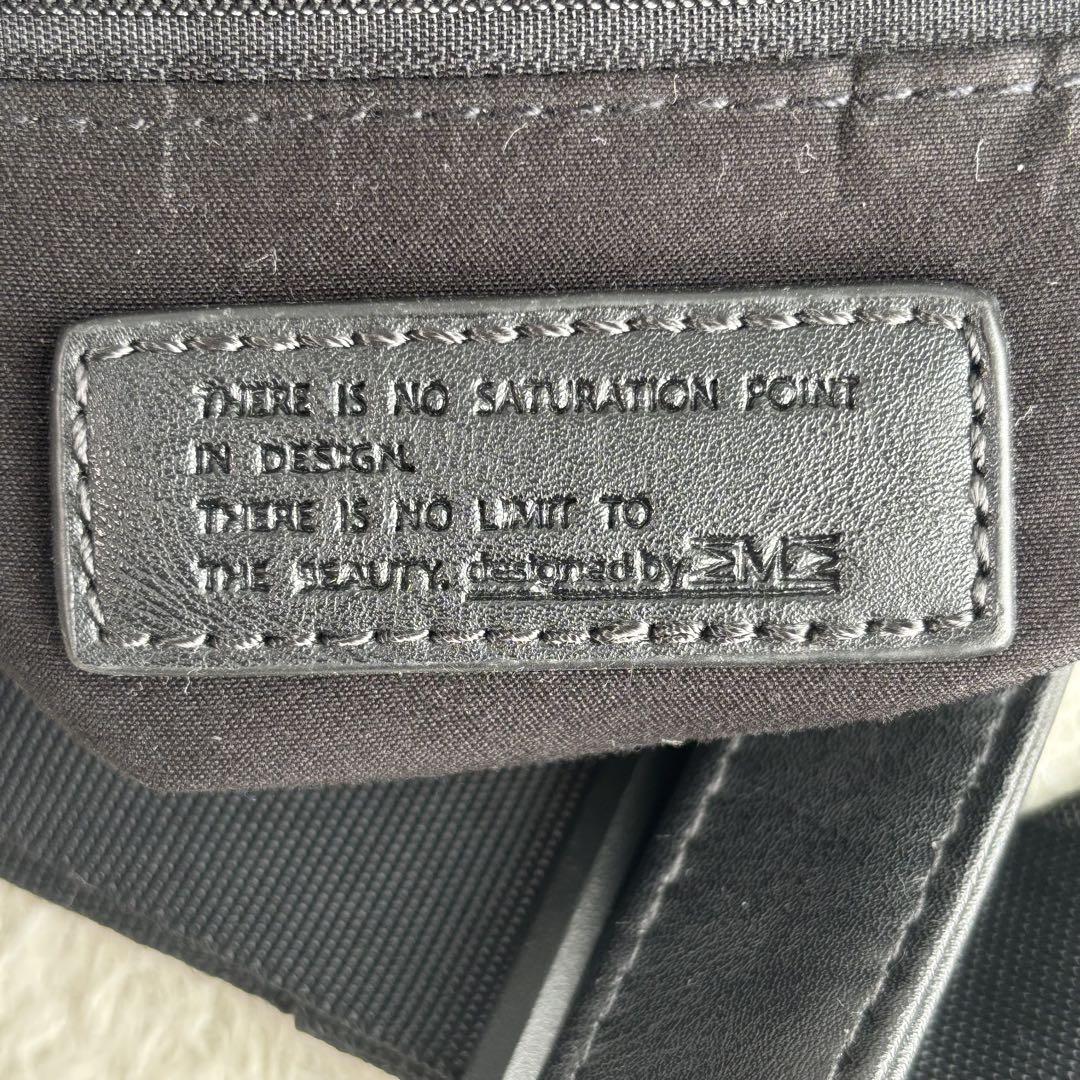 THERE IS NO SATURATION POINT
IN DESIGN.
THERE IS NO LIMIT TO
THE BEAUTY. designed by